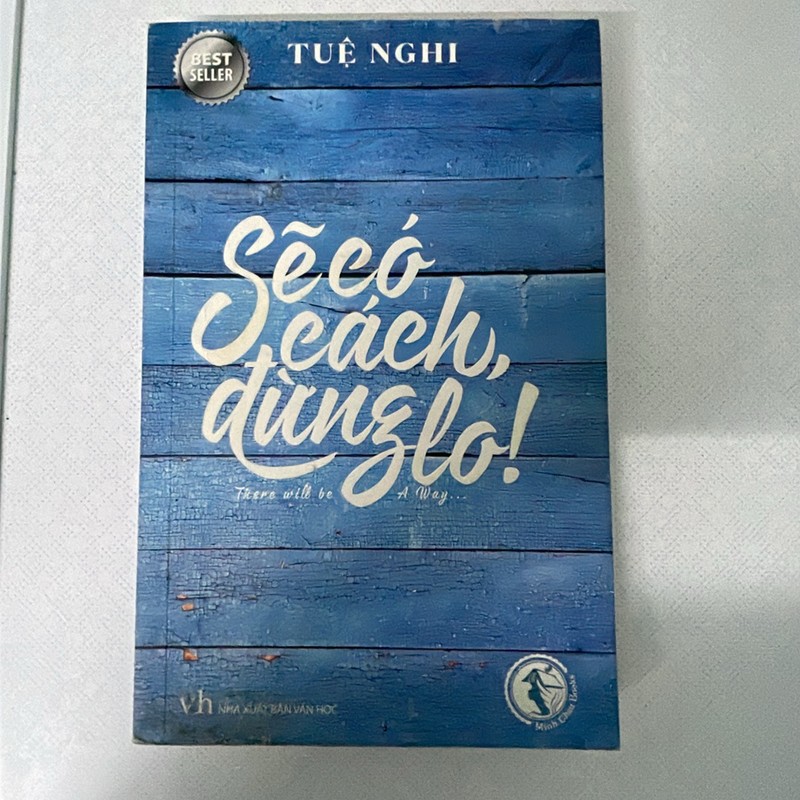 BEST
SELLER
TUỆ NGHI
Sẽ có
cách,
đừng lo!
There will be A Way...
vh NHÀ XUẤT BẢN VĂN HỌC
Minh Châu Books